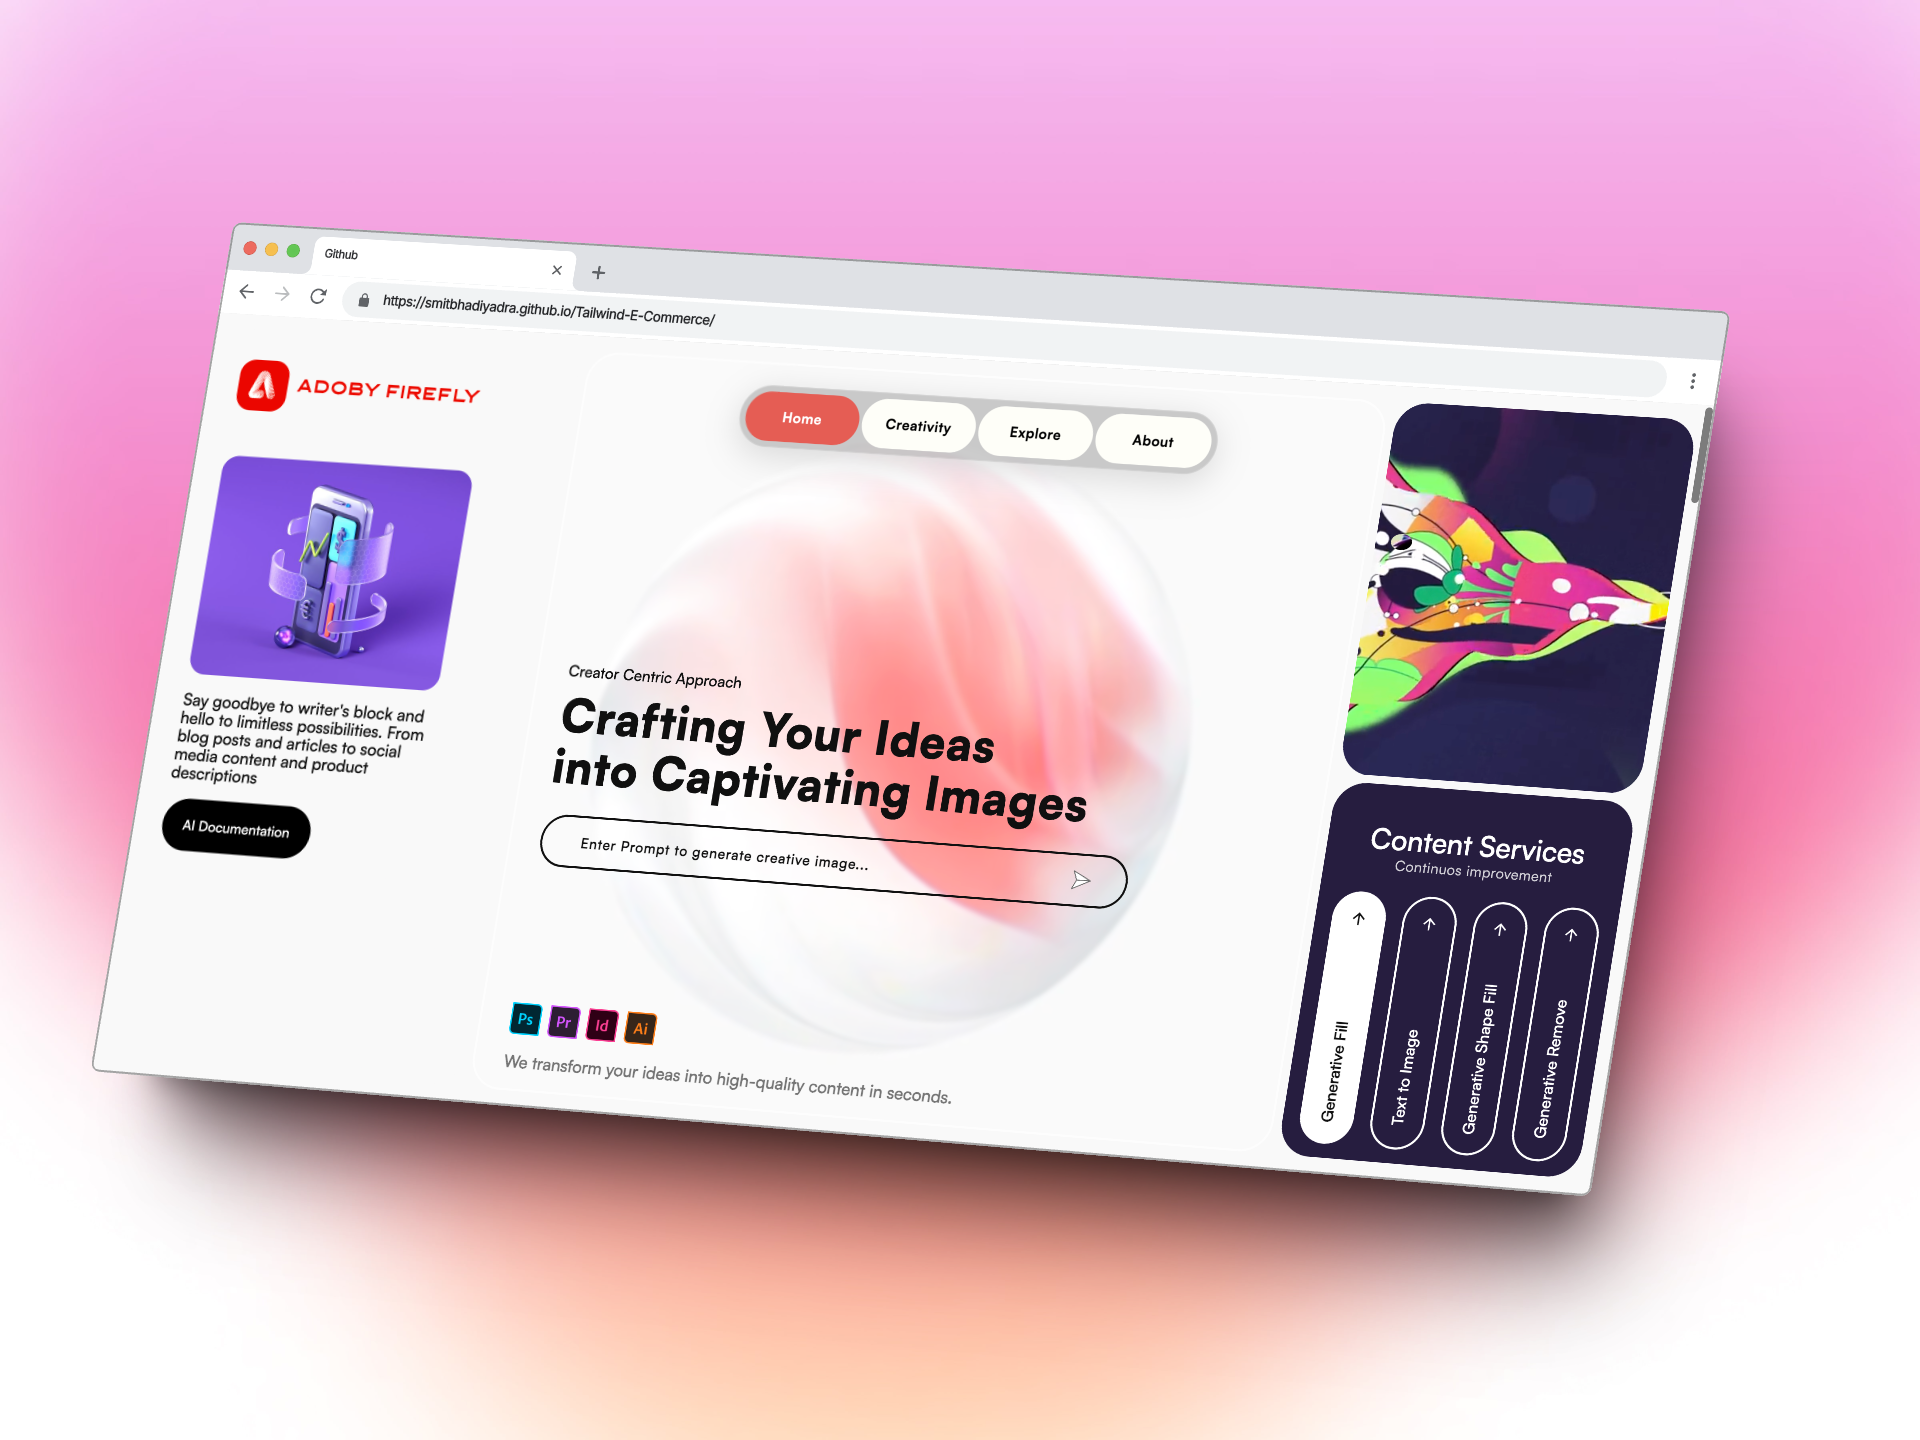 Github
https://smitbhadiyadra.github.io/Tailwind-E-Commerce/
ADOBY FIREFLY
Home
Creativity
Explore
About
Say goodbye to writer's block and
hello to limitless possibilities. From
blog posts and articles to social
media content and product
descriptions
AI Documentation
Creator Centric Approach
Crafting Your Ideas
into Captivating Images
Enter Prompt to generate creative image...
Ps
Pr
Id
Ai
We transform your ideas into high-quality content in seconds.
Content Services
Continuos improvement
Generative Fill
Text to Image
Generative Shape Fill
Generative Remove